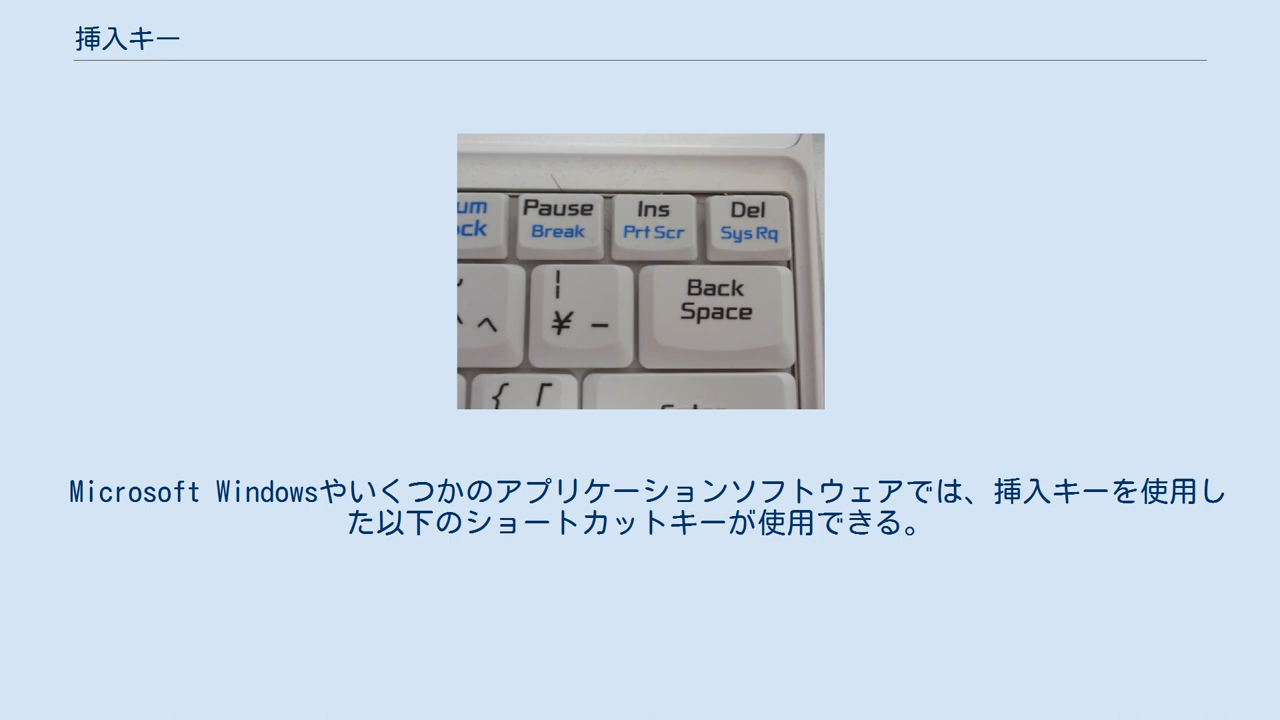 挿入キー
Pause Ins Del
Break Prt Scr Sys Rq
Back
¥ - Space
{ 「
Microsoft Windowsやいくつかのアプリケーションソフトウェアでは、挿入キーを使用し
た以下のショートカットキーが使用できる。